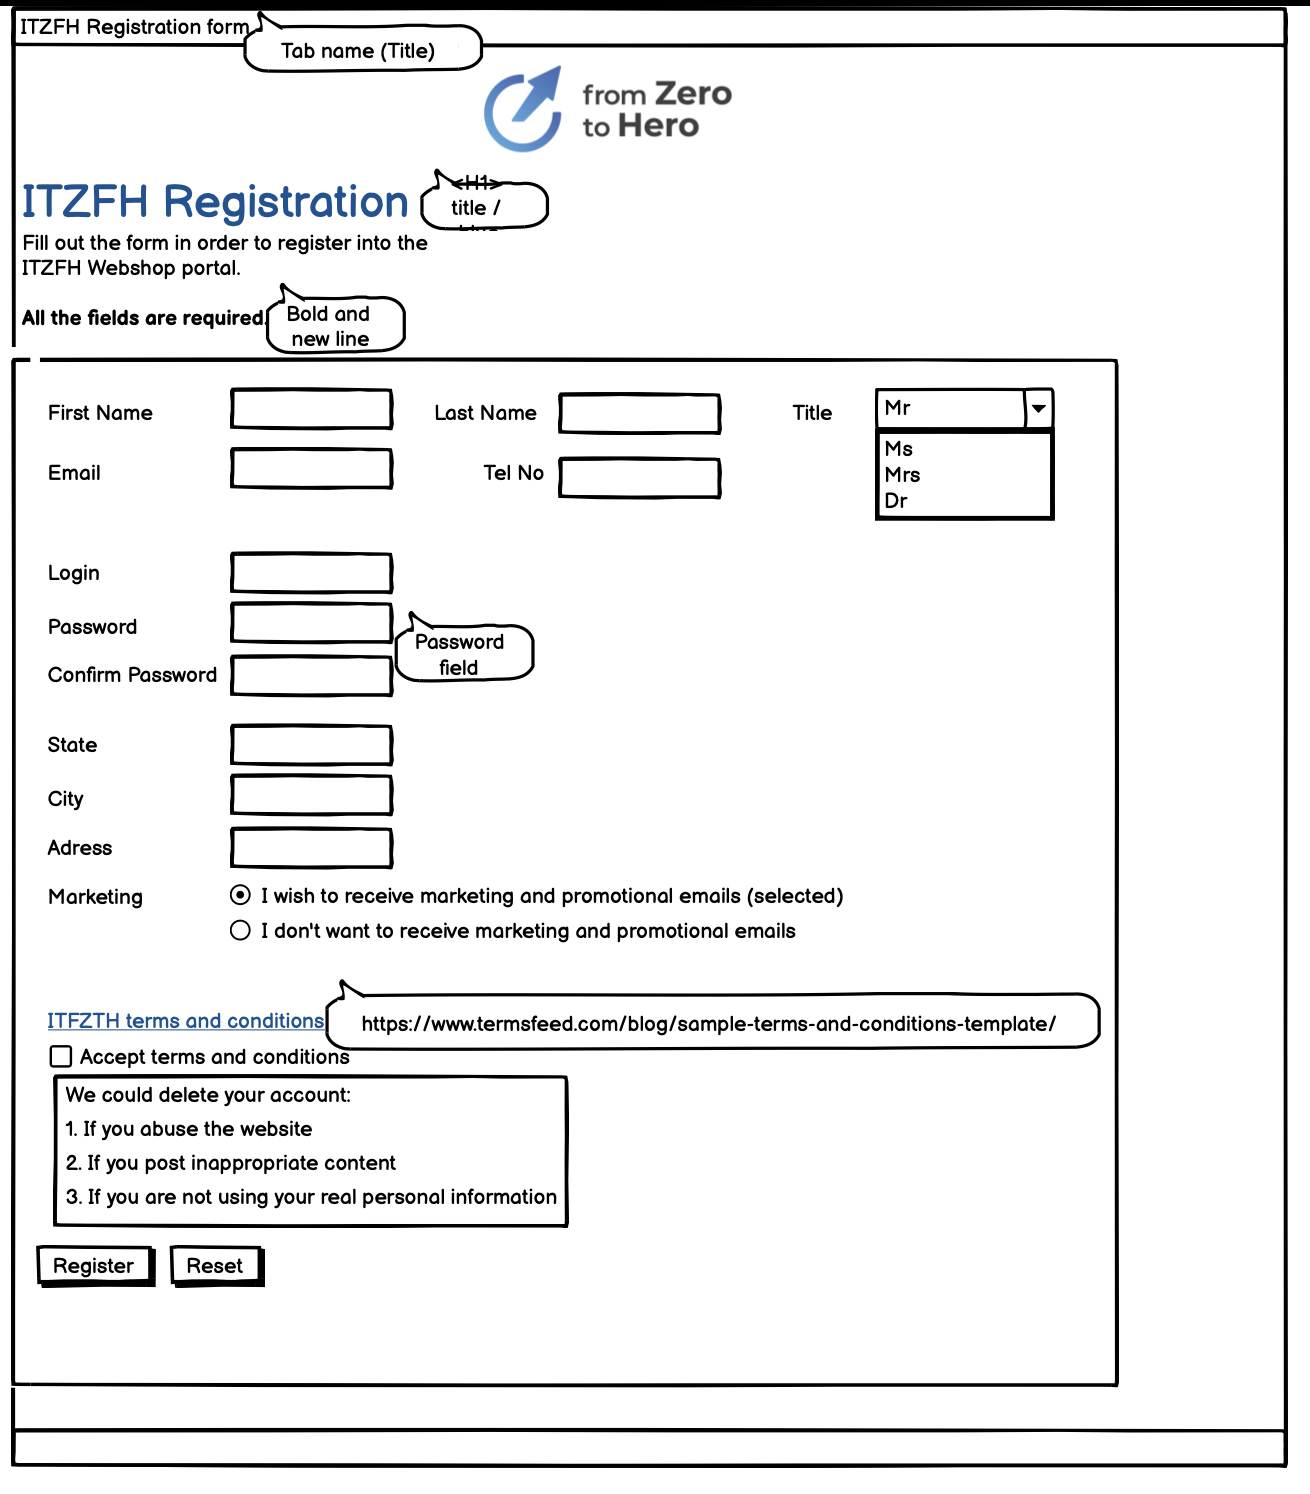 ITZFH Registration form
Tab name (Title)
from Zero
to Hero
ITZFH Registration
<H1>
title /
Fill out the form in order to register into the
ITZFH Webshop portal.
All the fields are required.
Bold and
new line
First Name
Last Name
Title
Mr
Ms
Mrs
Dr
Email
Tel No
Login
Password
Password
field
Confirm Password
State
City
Adress
Marketing
I wish to receive marketing and promotional emails (selected)
I don't want to receive marketing and promotional emails
ITFZTH terms and conditions
https://www.termsfeed.com/blog/sample-terms-and-conditions-template/
Accept terms and conditions
We could delete your account:
1. If you abuse the website
2. If you post inappropriate content
3. If you are not using your real personal information
Register
Reset